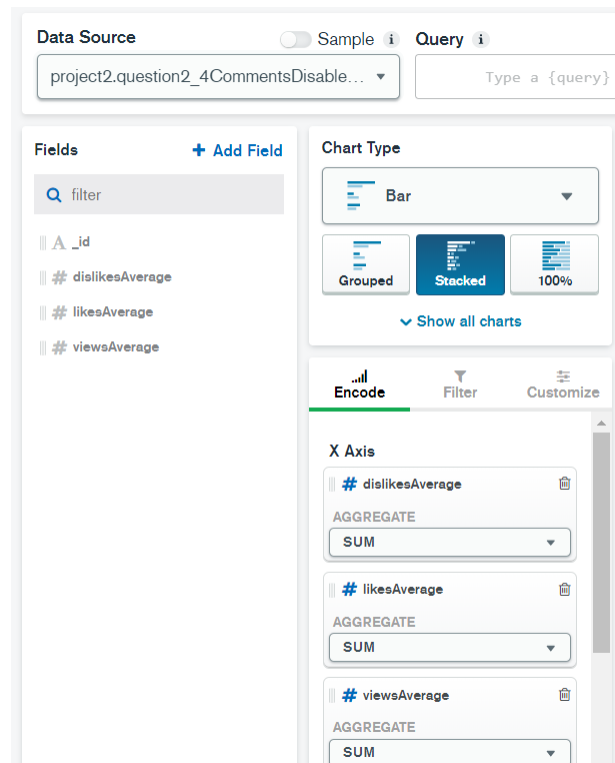 Data Source
Sample i
Query i
project2.question2_4CommentsDisable...
Type a {query}
Fields
+ Add Field
filter
A _id
# dislikesAverage
# likesAverage
# viewsAverage
Chart Type
Bar
Grouped
Stacked
100%
Show all charts
Encode
Filter
Customize
X Axis
# dislikesAverage
AGGREGATE
SUM
# likesAverage
AGGREGATE
SUM
# viewsAverage
AGGREGATE
SUM